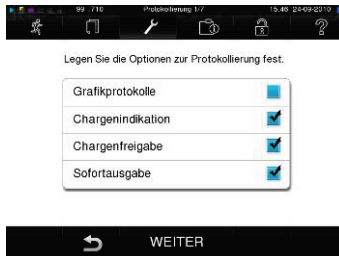 99 :710 Protokollierung 1/7 15.46 24-09-2010
Legen Sie die Optionen zur Protokollierung fest.
Grafikprotokolle
Chargenindikation
Chargenfreigabe
Sofortausgabe
WEITER